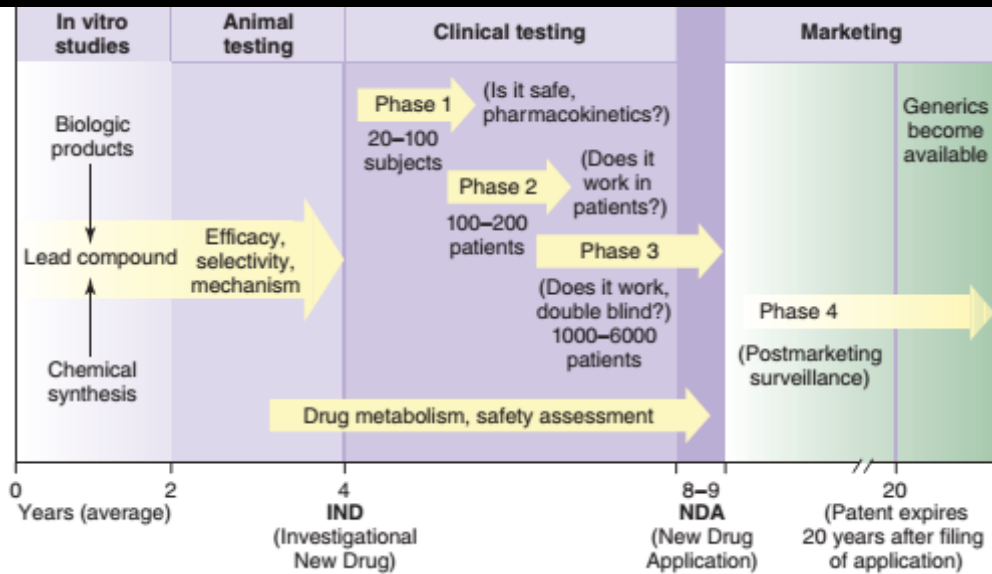 In vitro
studies
Animal
testing
Clinical testing
Marketing
Biologic
products
Lead compound
Chemical
synthesis
Efficacy,
selectivity,
mechanism
Phase 1
(Is it safe,
pharmacokinetics?)
20–100
subjects
Phase 2
(Does it
work in
patients?)
100–200
patients
Phase 3
(Does it work,
double blind?)
1000–6000
patients
Drug metabolism, safety assessment
Generics
become
available
Phase 4
(Postmarketing
surveillance)
0
Years (average)
2
4
IND
(Investigational
New Drug)
8–9
NDA
(New Drug
Application)
20
(Patent expires
20 years after filing
of application)